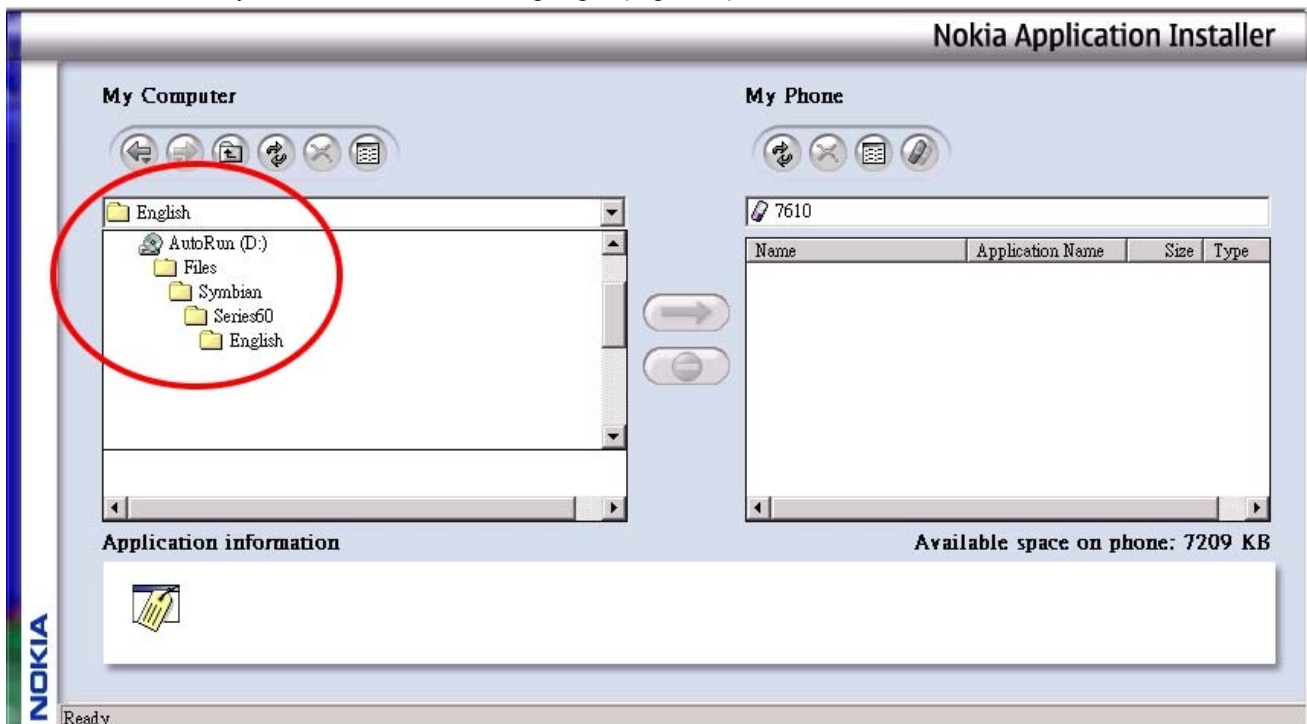 Nokia Application Installer
My Computer
My Phone
English
7610
AutoRun (D:)
Files
Symbian
Series60
English
Name Application Name Size Type
Application information
Available space on phone: 7209 KB
NOKIA
Ready